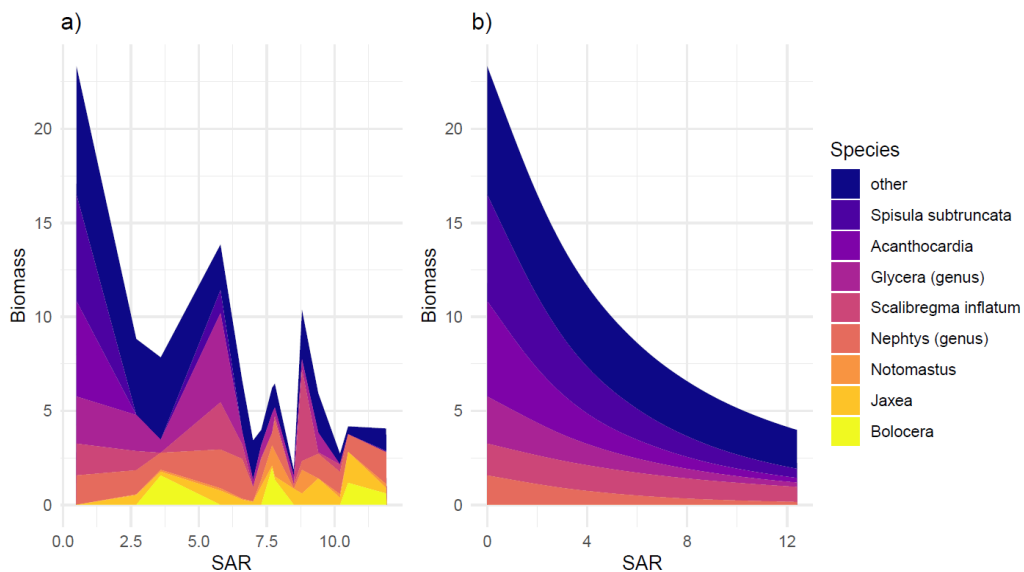 a)
b)
20
15
10
5
0
Biomass
0.0
2.5
5.0
7.5
10.0
SAR
20
15
10
5
0
Biomass
0
4
8
12
SAR
Species
other
Spisula subtruncata
Acanthocardia
Glycera (genus)
Scalibregma inflatum
Nephtys (genus)
Notomastus
Jaxea
Bolocera